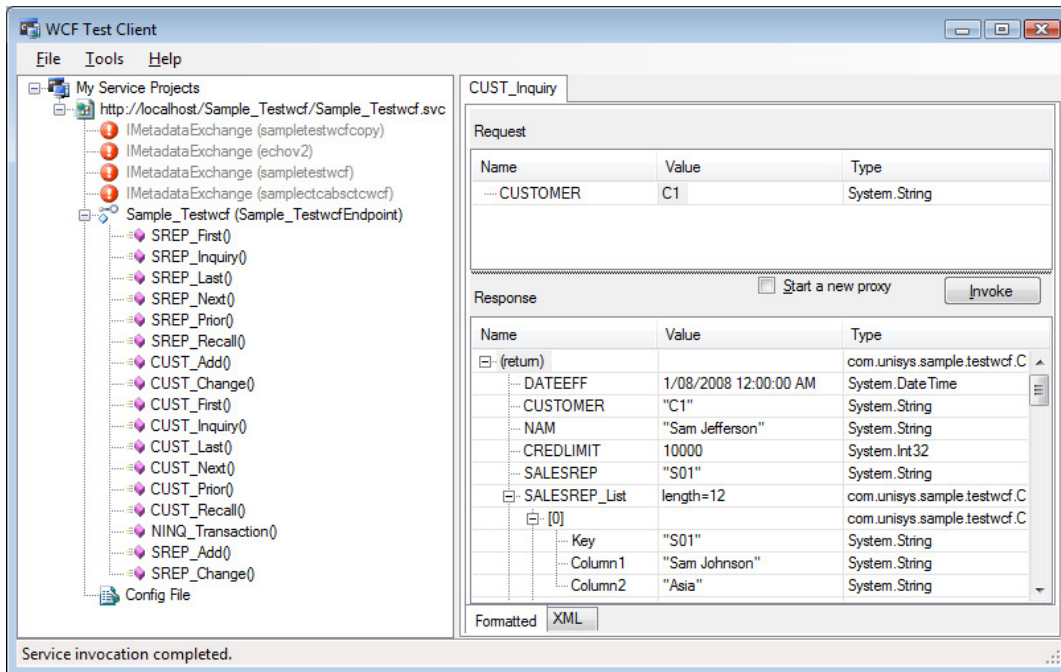 WCF Test Client
File Tools Help
My Service Projects
http://localhost/Sample_Testwcf/Sample_Testwcf.svc
IMetadataExchange (sampletestwcfcopy)
IMetadataExchange (echov2)
IMetadataExchange (sampletestwcf)
IMetadataExchange (samplectcabsctcwcf)
Sample_Testwcf (Sample_TestwcfEndpoint)
SREP_First()
SREP_Inquiry()
SREP_Last()
SREP_Next()
SREP_Prior()
SREP_Recall()
CUST_Add()
CUST_Change()
CUST_First()
CUST_Inquiry()
CUST_Last()
CUST_Next()
CUST_Prior()
CUST_Recall()
NINQ_Transaction()
SREP_Add()
SREP_Change()
Config File
CUST_Inquiry
Request
Name Value Type
CUSTOMER C1 System.String
Response Start a new proxy Invoke
Name Value Type
(return) com.unisys.sample.testwcf.C
DATEEFF 1/08/2008 12:00:00 AM System.DateTime
CUSTOMER "C1" System.String
NAM "Sam Jefferson" System.String
CREDLIMIT 10000 System.Int32
SALESREP "S01" System.String
SALESREP_List length=12 com.unisys.sample.testwcf.C
[0] com.unisys.sample.testwcf.C
Key "S01" System.String
Column1 "Sam Johnson" System.String
Column2 "Asia" System.String
Formatted XML
Service invocation completed.